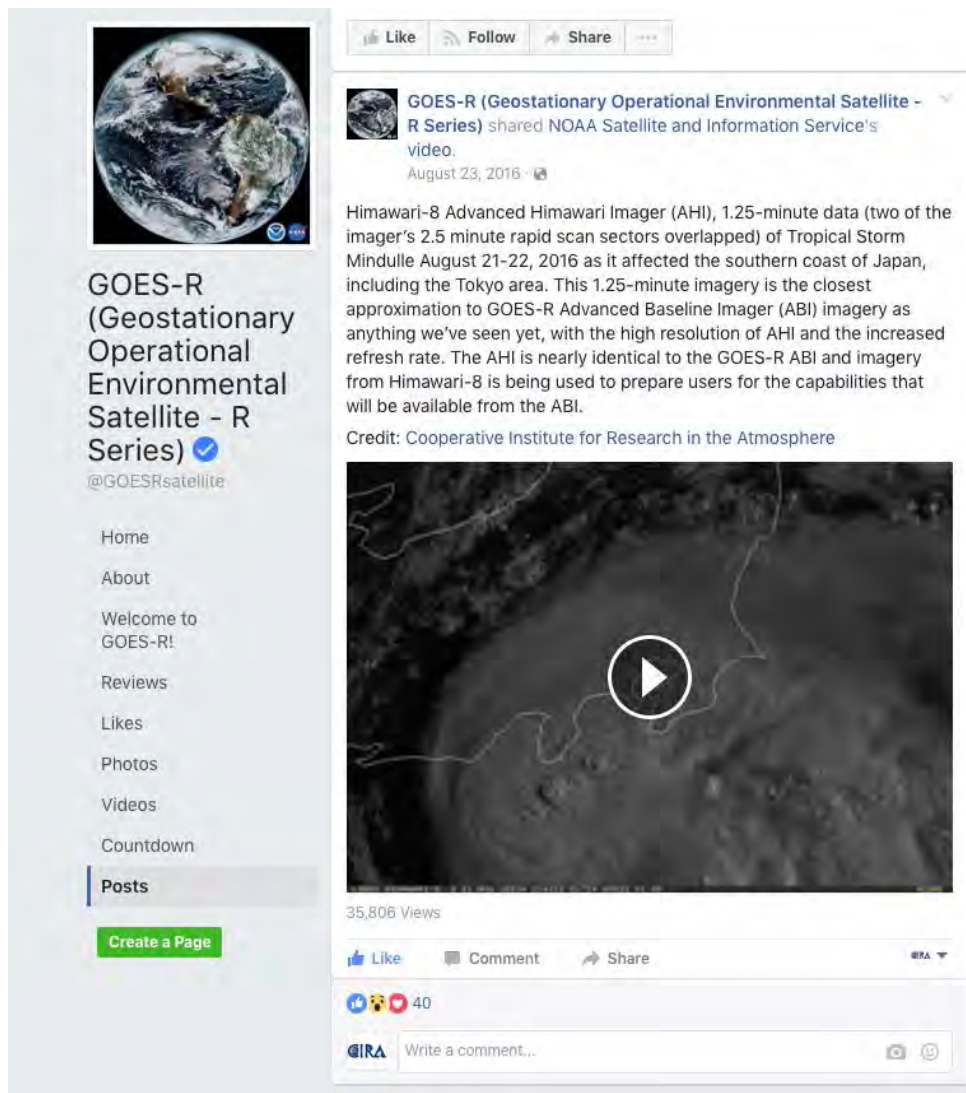 Like Follow Share ...
GOES-R (Geostationary Operational Environmental Satellite -
R Series) shared NOAA Satellite and Information Service's
video.
August 23, 2016 ·
Himawari-8 Advanced Himawari Imager (AHI), 1.25-minute data (two of the
imager's 2.5 minute rapid scan sectors overlapped) of Tropical Storm
Mindulle August 21-22, 2016 as it affected the southern coast of Japan,
including the Tokyo area. This 1.25-minute imagery is the closest
approximation to GOES-R Advanced Baseline Imager (ABI) imagery as
anything we've seen yet, with the high resolution of AHI and the increased
refresh rate. The AHI is nearly identical to the GOES-R ABI and imagery
from Himawari-8 is being used to prepare users for the capabilities that
will be available from the ABI.
Credit: Cooperative Institute for Research in the Atmosphere
GOES-R
(Geostationary
Operational
Environmental
Satellite - R
Series)
@GOESRsatellite
Home
About
Welcome to
GOES-R!
Reviews
Likes
Photos
Videos
Countdown
Posts
Create a Page
35,806 Views
Like Comment Share CIRA
40
CIRA Write a comment...